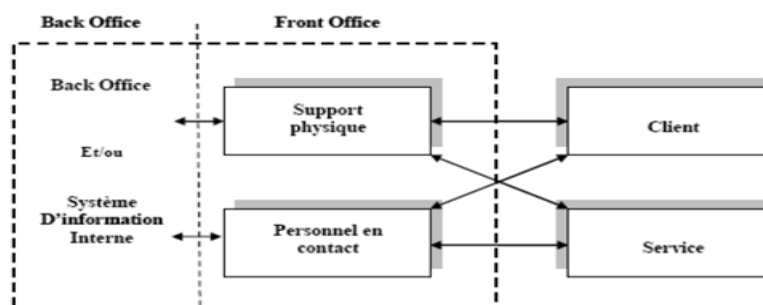 Back Office
Front Office
Back Office
Et/ou
Système
D'information
Interne
Support
physique
Personnel en
contact
Client
Service